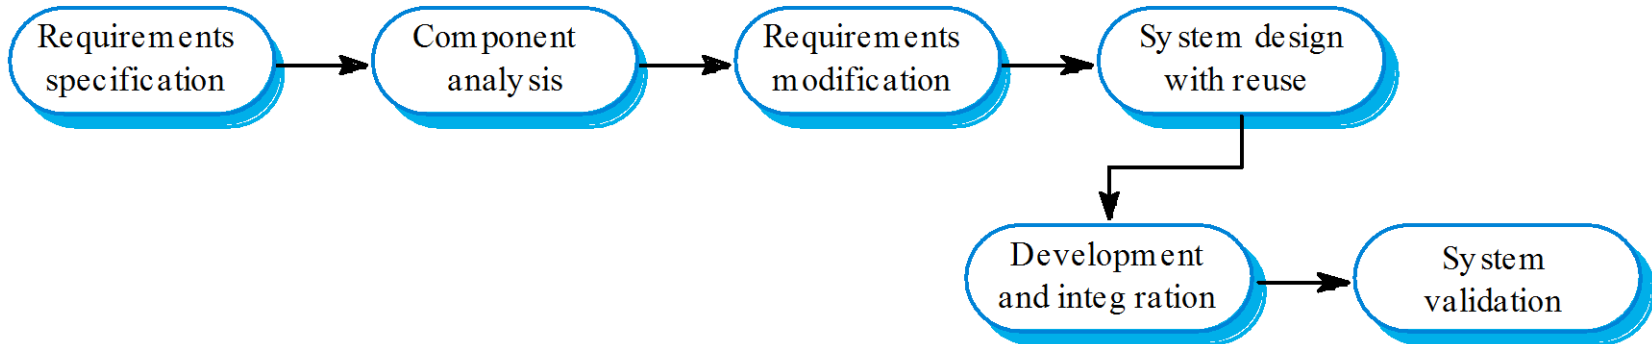 Requirements
specification
Component
analysis
Requirements
modification
System design
with reuse
Development
and integration
System
validation